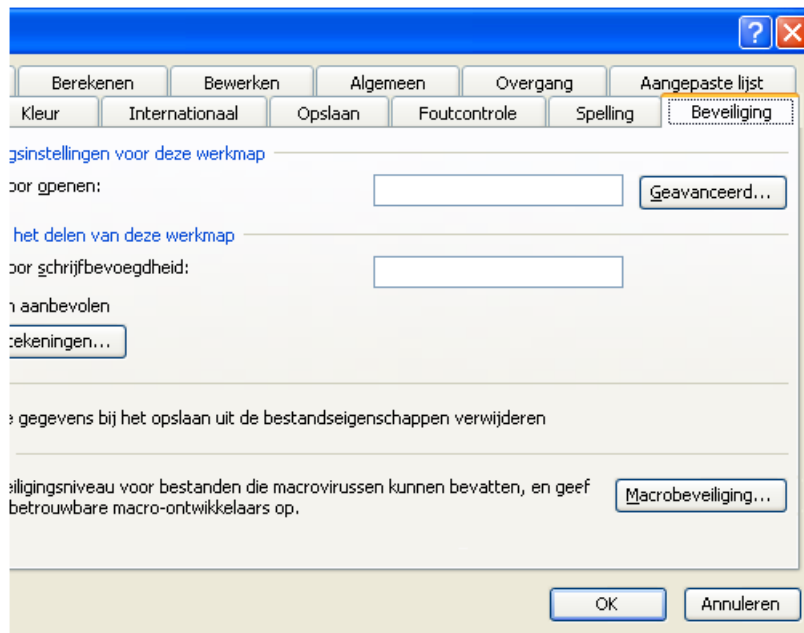 Berekenen Bewerken Algemeen Overgang Aangepaste lijst
Kleur Internationaal Opslaan Foutcontrole Spelling Beveiliging
gsinstellingen voor deze werkmap
oor openen:
Geavanceerd...
het delen van deze werkmap
oor schrijfbevoegdheid:
n aanbevolen
tekeningen...
e gegevens bij het opslaan uit de bestandseigenschappen verwijderen
eiligingsniveau voor bestanden die macrovirussen kunnen bevatten, en geef
betrouwbare macro-ontwikkelaars op.
Macrobeveiliging...
OK Annuleren